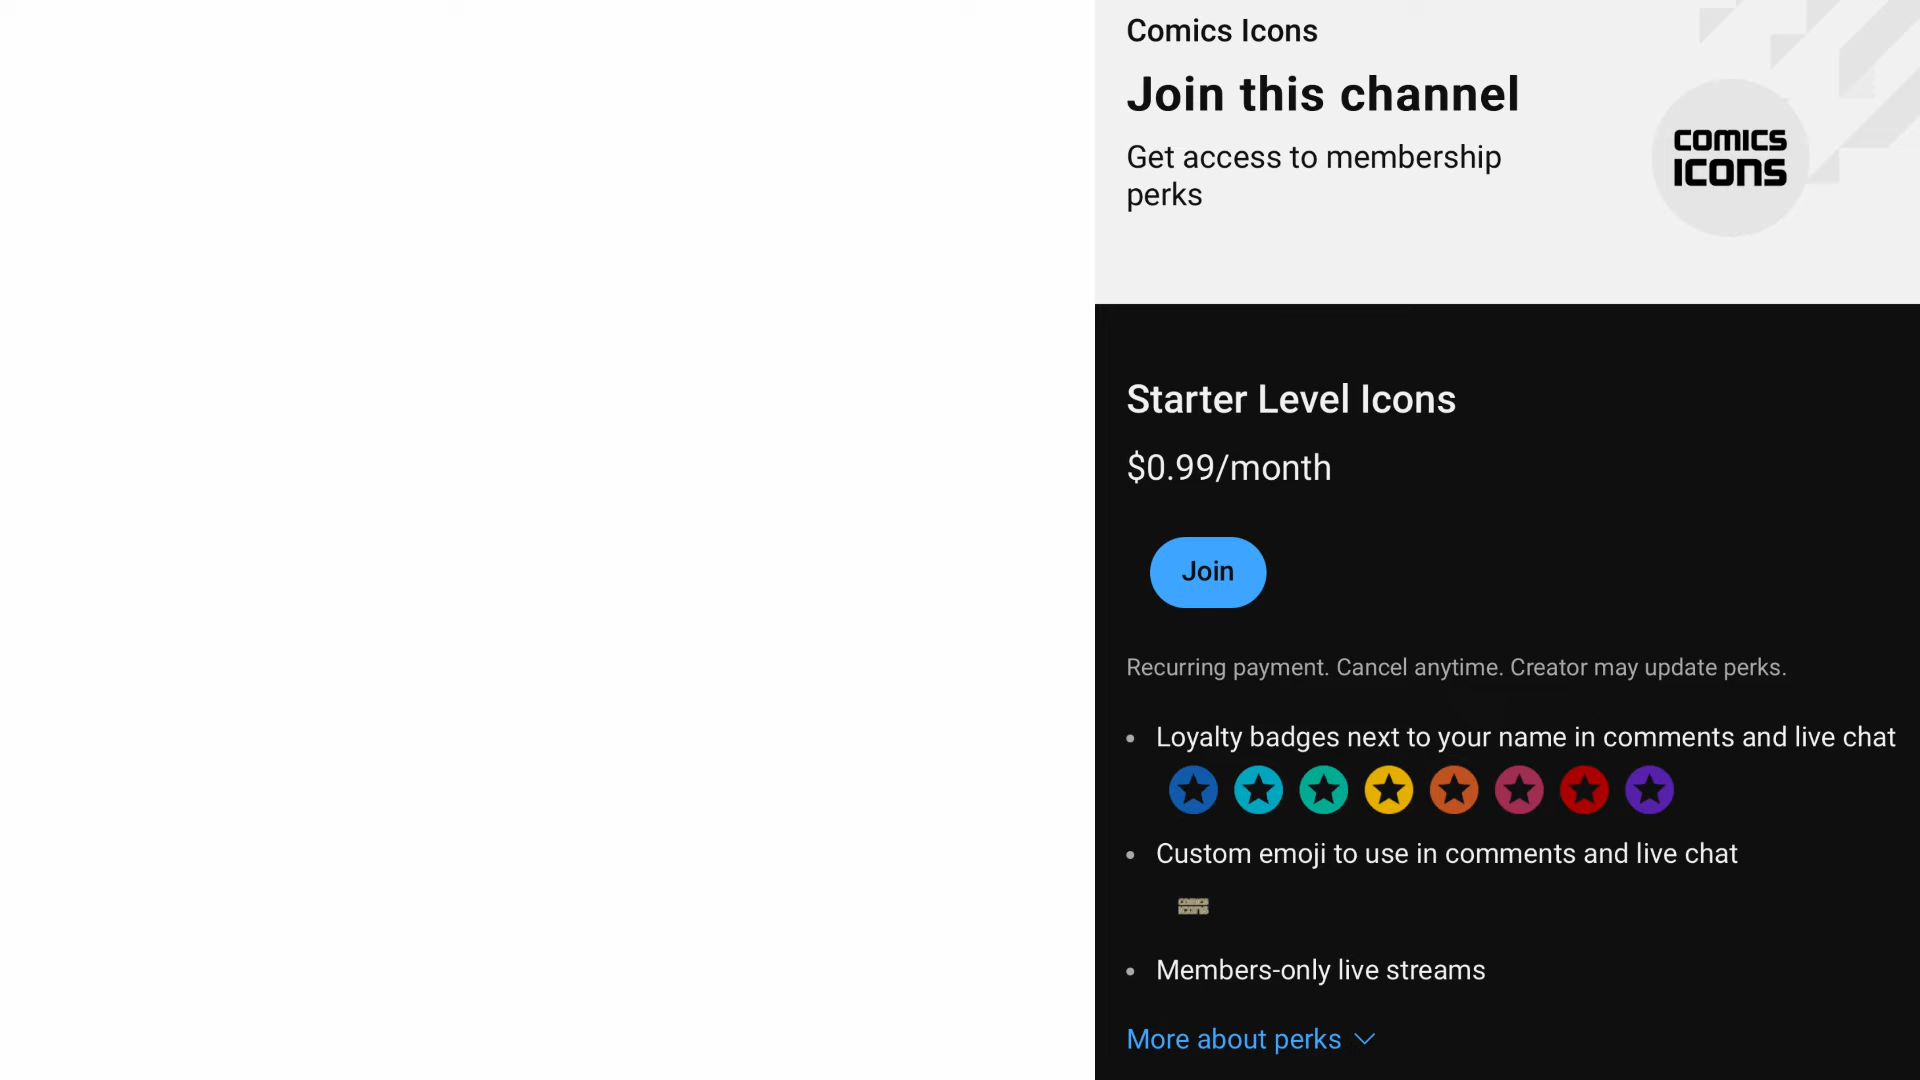 Comics Icons
Join this channel
Get access to membership
perks
COMICS
ICONS
Starter Level Icons
$0.99/month
Join
Recurring payment. Cancel anytime. Creator may update perks.
• Loyalty badges next to your name in comments and live chat
• Custom emoji to use in comments and live chat
COMICS
ICONS
• Members-only live streams
More about perks